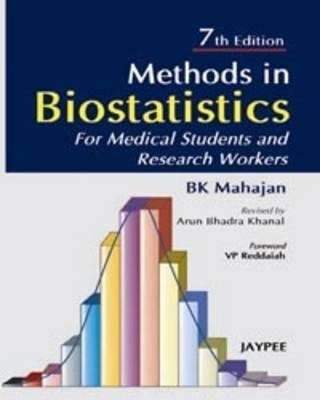 7th Edition
Methods in
Biostatistics
For Medical Students and
Research Workers
BK Mahajan
Revised by
Arun Bhadra Khanal
Foreword
VP Reddaiah
JAYPEE